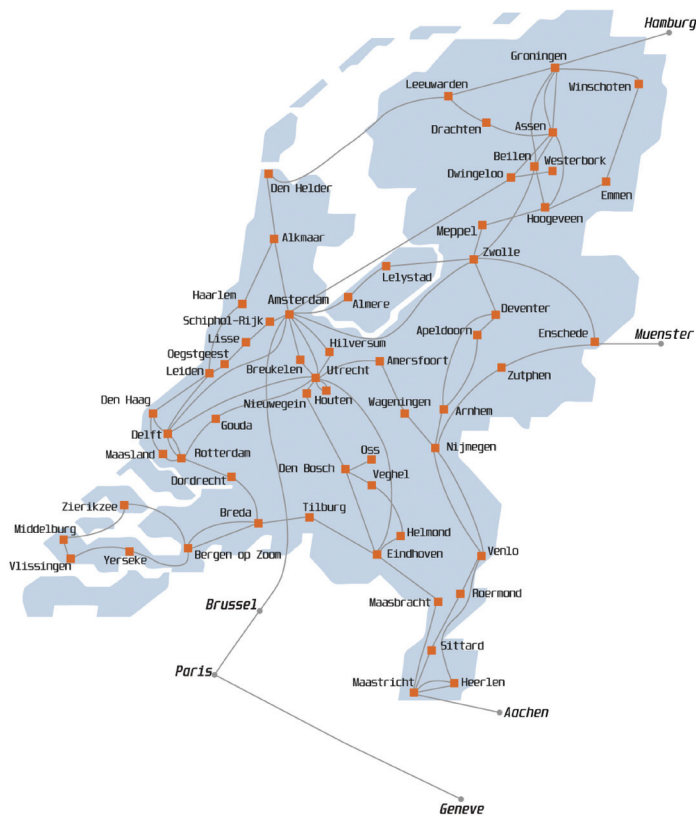 Hamburg
Groningen
Leeuwarden
Winschoten
Drachten
Assen
Beilen
Westerbork
Dwingeloo
Den Helder
Emmen
Hoogeveen
Meppel
Alkmaar
Zwolle
Lelystad
Haarlem
Amsterdam
Almere
Schiphol-Rijk
Deventer
Lisse
Apeldoorn
Enschede
Muenster
Hilversum
Oegstgeest
Breukelen
Utrecht
Amersfoort
Leiden
Zutphen
Nieuwegein
Houten
Den Haag
Wageningen
Arnhem
Gouda
Delft
Nijmegen
Maasland
Rotterdam
Oss
Den Bosch
Veghel
Dordrecht
Zierikzee
Tilburg
Breda
Middelburg
Helmond
Vlissingen
Yerseke
Bergen op Zoom
Eindhoven
Venlo
Brussel
Maasbracht
Roermond
Sittard
Paris
Maastricht
Heerlen
Aachen
Geneve